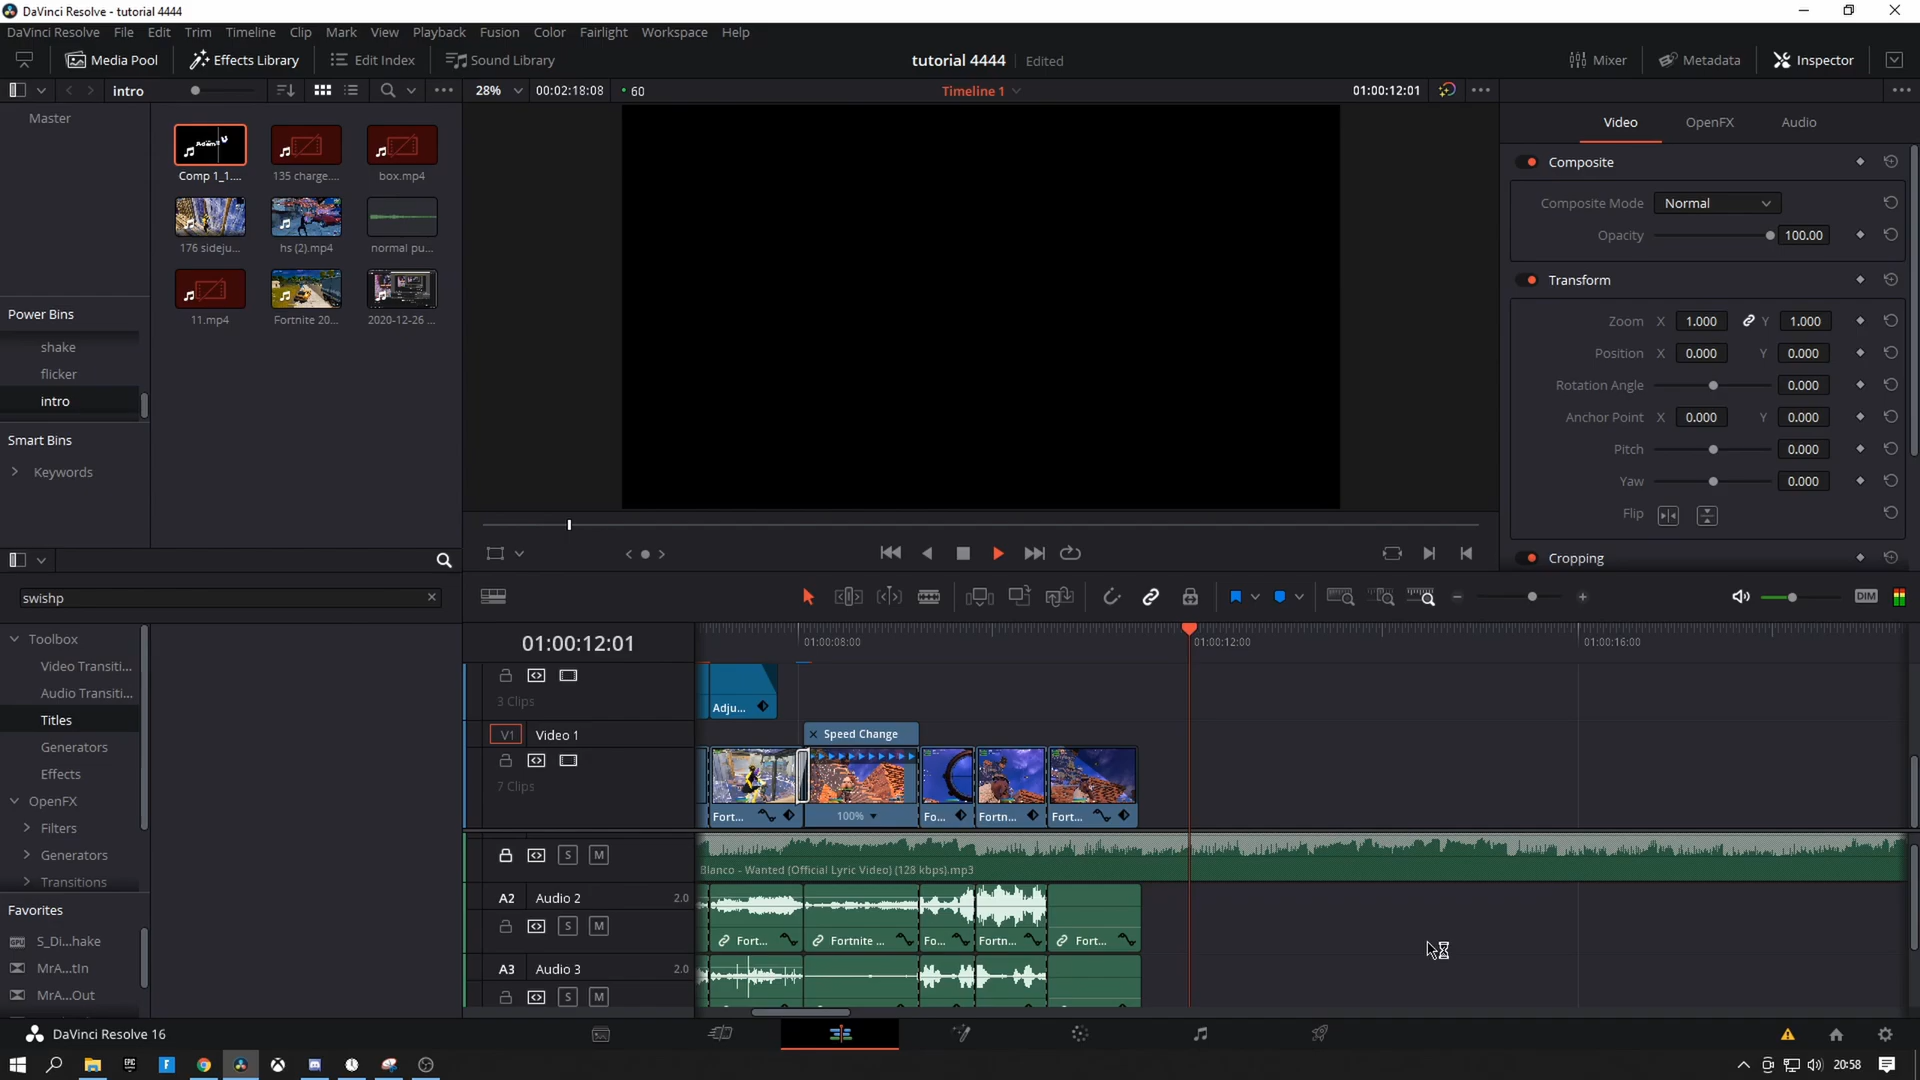 DaVinci Resolve - tutorial 4444
DaVinci Resolve File Edit Trim Timeline Clip Mark View Playback Fusion Color Fairlight Workspace Help
Media Pool Effects Library Edit Index Sound Library tutorial 4444 Edited Mixer Metadata Inspector
intro 28% 00:02:18:08 60 Timeline 1 01:00:12:01
Master
Comp 1_1.... 135 charge.... box.mp4
176 sideju... hs (2).mp4 normal pu...
11.mp4 Fortnite 20... 2020-12-26 ...
Power Bins
shake
flicker
intro
Smart Bins
Keywords
Video OpenFX Audio
Composite
Composite Mode Normal
Opacity 100.00
Transform
Zoom X 1.000 Y 1.000
Position X 0.000 Y 0.000
Rotation Angle 0.000
Anchor Point X 0.000 Y 0.000
Pitch 0.000
Yaw 0.000
Flip
Cropping
swishp
DIM
Toolbox
Video Transiti...
Audio Transiti...
Titles
Generators
Effects
OpenFX
Filters
Generators
Transitions
Favorites
S_Di...hake
MrA...tIn
MrA...Out
01:00:12:01
01:00:08:00 01:00:12:00 01:00:16:00
3 Clips
Adju...
V1 Video 1
Speed Change
7 Clips
Fort... 100% Fo... Fortn... Fort...
S M
Blanco - Wanted (Official Lyric Video) (128 kbps).mp3
A2 Audio 2 2.0
S M
Fort... Fortnite ... Fo... Fortn... Fort...
A3 Audio 3 2.0
S M
DaVinci Resolve 16
EPIC
20:58